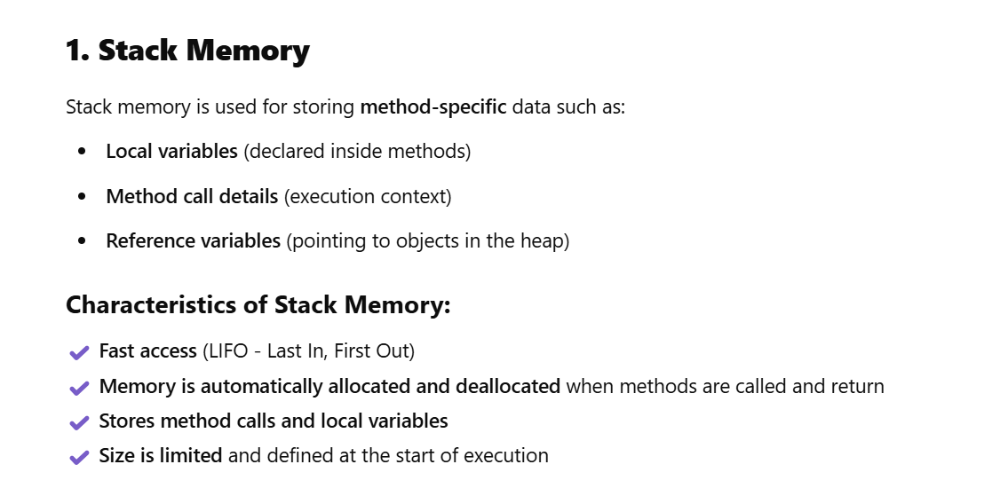 1. Stack Memory
Stack memory is used for storing method-specific data such as:
• Local variables (declared inside methods)
• Method call details (execution context)
• Reference variables (pointing to objects in the heap)
Characteristics of Stack Memory:
✔ Fast access (LIFO - Last In, First Out)
✔ Memory is automatically allocated and deallocated when methods are called and return
✔ Stores method calls and local variables
✔ Size is limited and defined at the start of execution